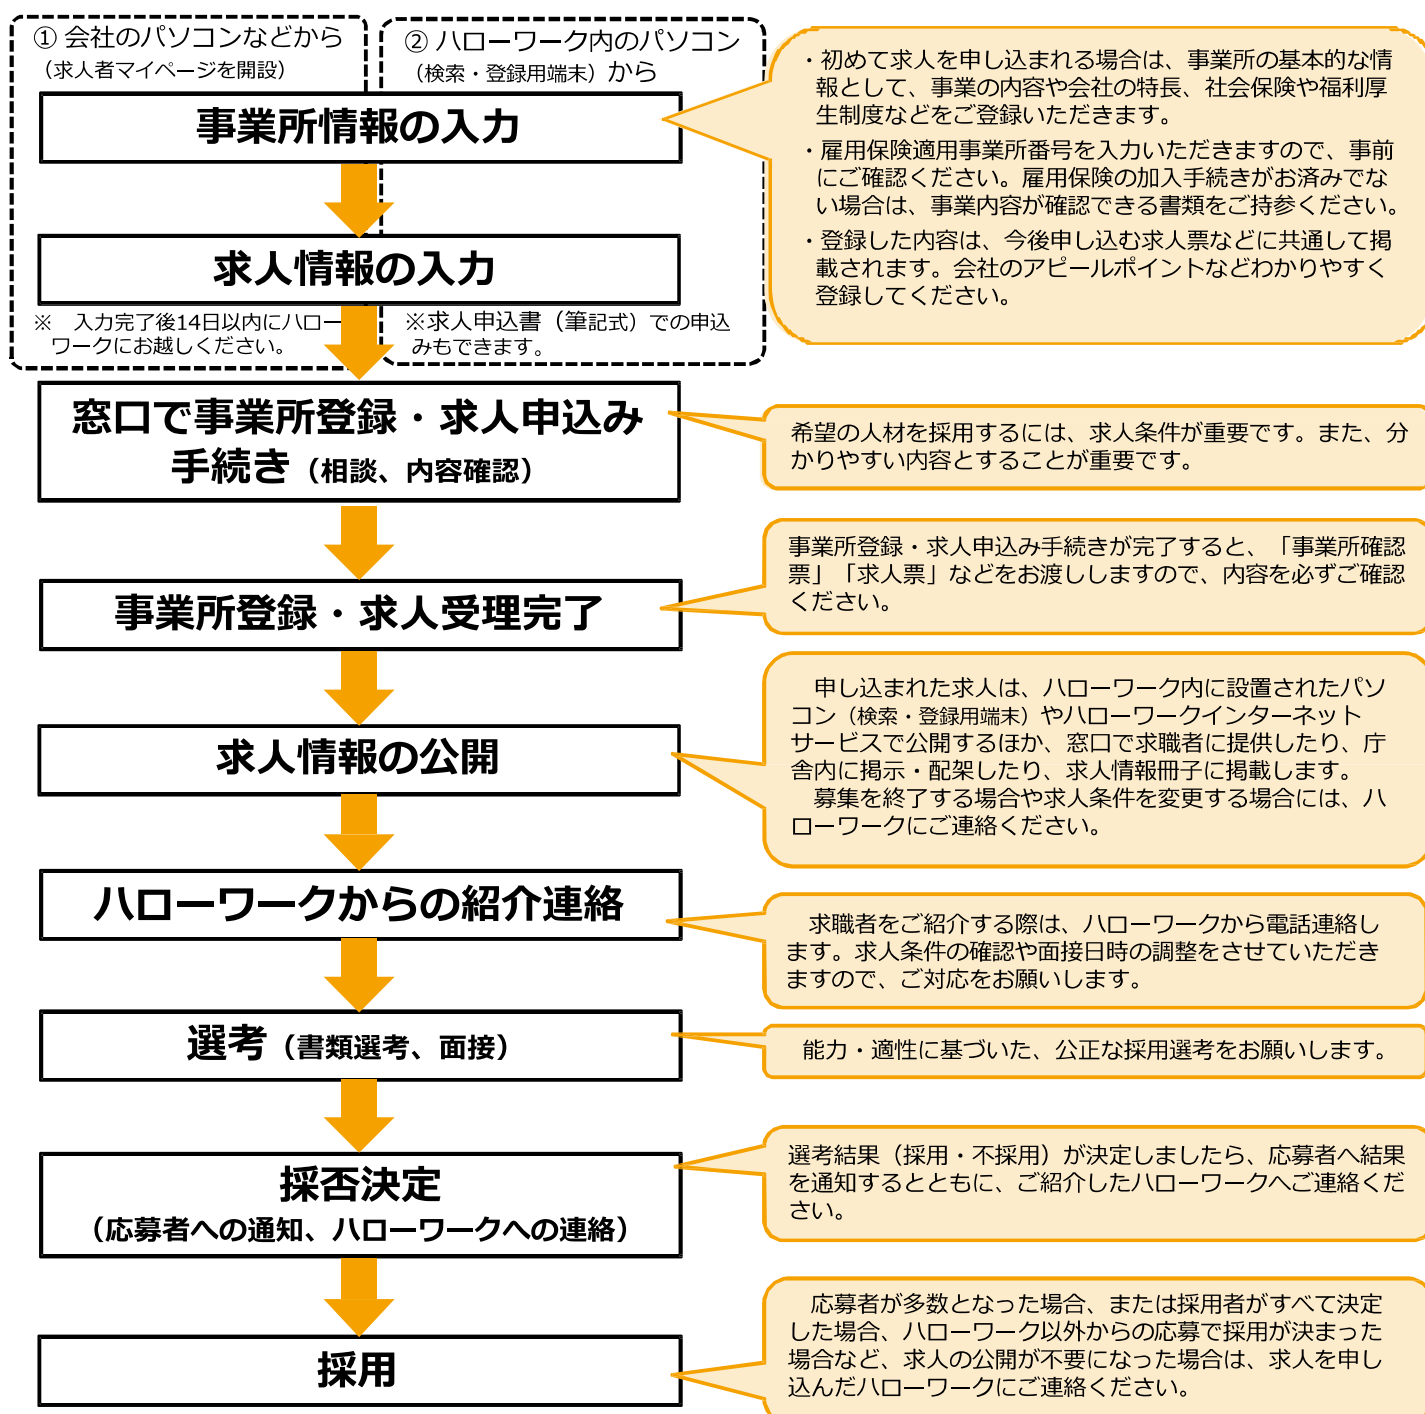 ① 会社のパソコンなどから
（求人者マイページを開設）
② ハローワーク内のパソコン
（検索・登録用端末）から
事業所情報の入力
・初めて求人を申し込まれる場合は、事業所の基本的な情
報として、事業の内容や会社の特長、社会保険や福利厚
生制度などをご登録いただきます。
・雇用保険適用事業所番号を入力いただきますので、事前
にご確認ください。雇用保険の加入手続きがお済みでな
い場合は、事業内容が確認できる書類をご持参ください。
・登録した内容は、今後申し込む求人票などに共通して掲
載されます。会社のアピールポイントなどわかりやすく
登録してください。
求人情報の入力
※　入力完了後14日以内にハロー
ワークにお越しください。
※求人申込書（筆記式）での申込
みもできます。
窓口で事業所登録・求人申込み
手続き（相談、内容確認）
希望の人材を採用するには、求人条件が重要です。また、分
かりやすい内容とすることが重要です。
事業所登録・求人受理完了
事業所登録・求人申込み手続きが完了すると、「事業所確認
票」「求人票」などをお渡ししますので、内容を必ずご確認
ください。
求人情報の公開
申し込まれた求人は、ハローワーク内に設置されたパソ
コン（検索・登録用端末）やハローワークインターネット
サービスで公開するほか、窓口で求職者に提供したり、庁
舎内に掲示・配架したり、求人情報冊子に掲載します。
募集を終了する場合や求人条件を変更する場合には、ハ
ローワークにご連絡ください。
ハローワークからの紹介連絡
求職者をご紹介する際は、ハローワークから電話連絡し
ます。求人条件の確認や面接日時の調整をさせていただき
ますので、ご対応をお願いします。
選考（書類選考、面接）
能力・適性に基づいた、公正な採用選考をお願いします。
採否決定
（応募者への通知、ハローワークへの連絡）
選考結果（採用・不採用）が決定しましたら、応募者へ結果
を通知するとともに、ご紹介したハローワークへご連絡くだ
さい。
採用
応募者が多数となった場合、または採用者がすべて決定
した場合、ハローワーク以外からの応募で採用が決まった
場合など、求人の公開が不要になった場合は、求人を申し
込んだハローワークにご連絡ください。